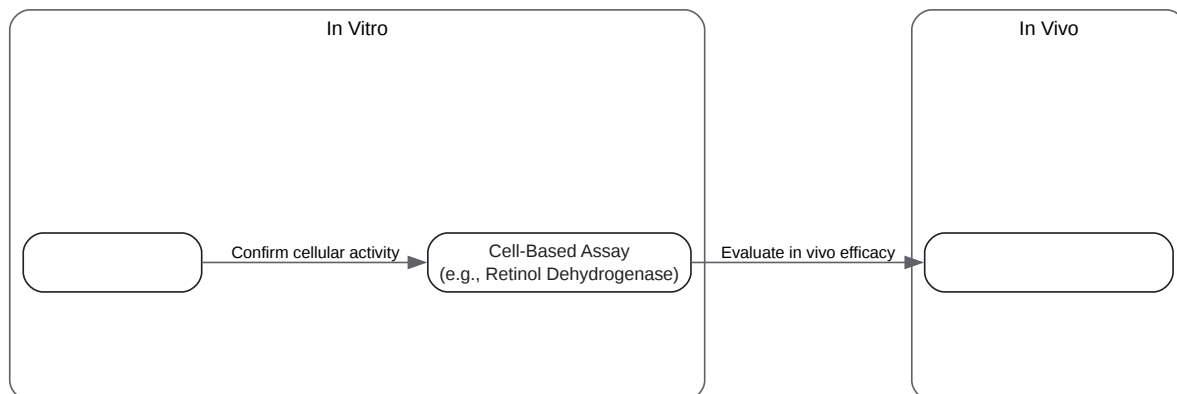 In Vitro
In Vivo
Confirm cellular activity
Cell-Based Assay
(e.g., Retinol Dehydrogenase)
Evaluate in vivo efficacy